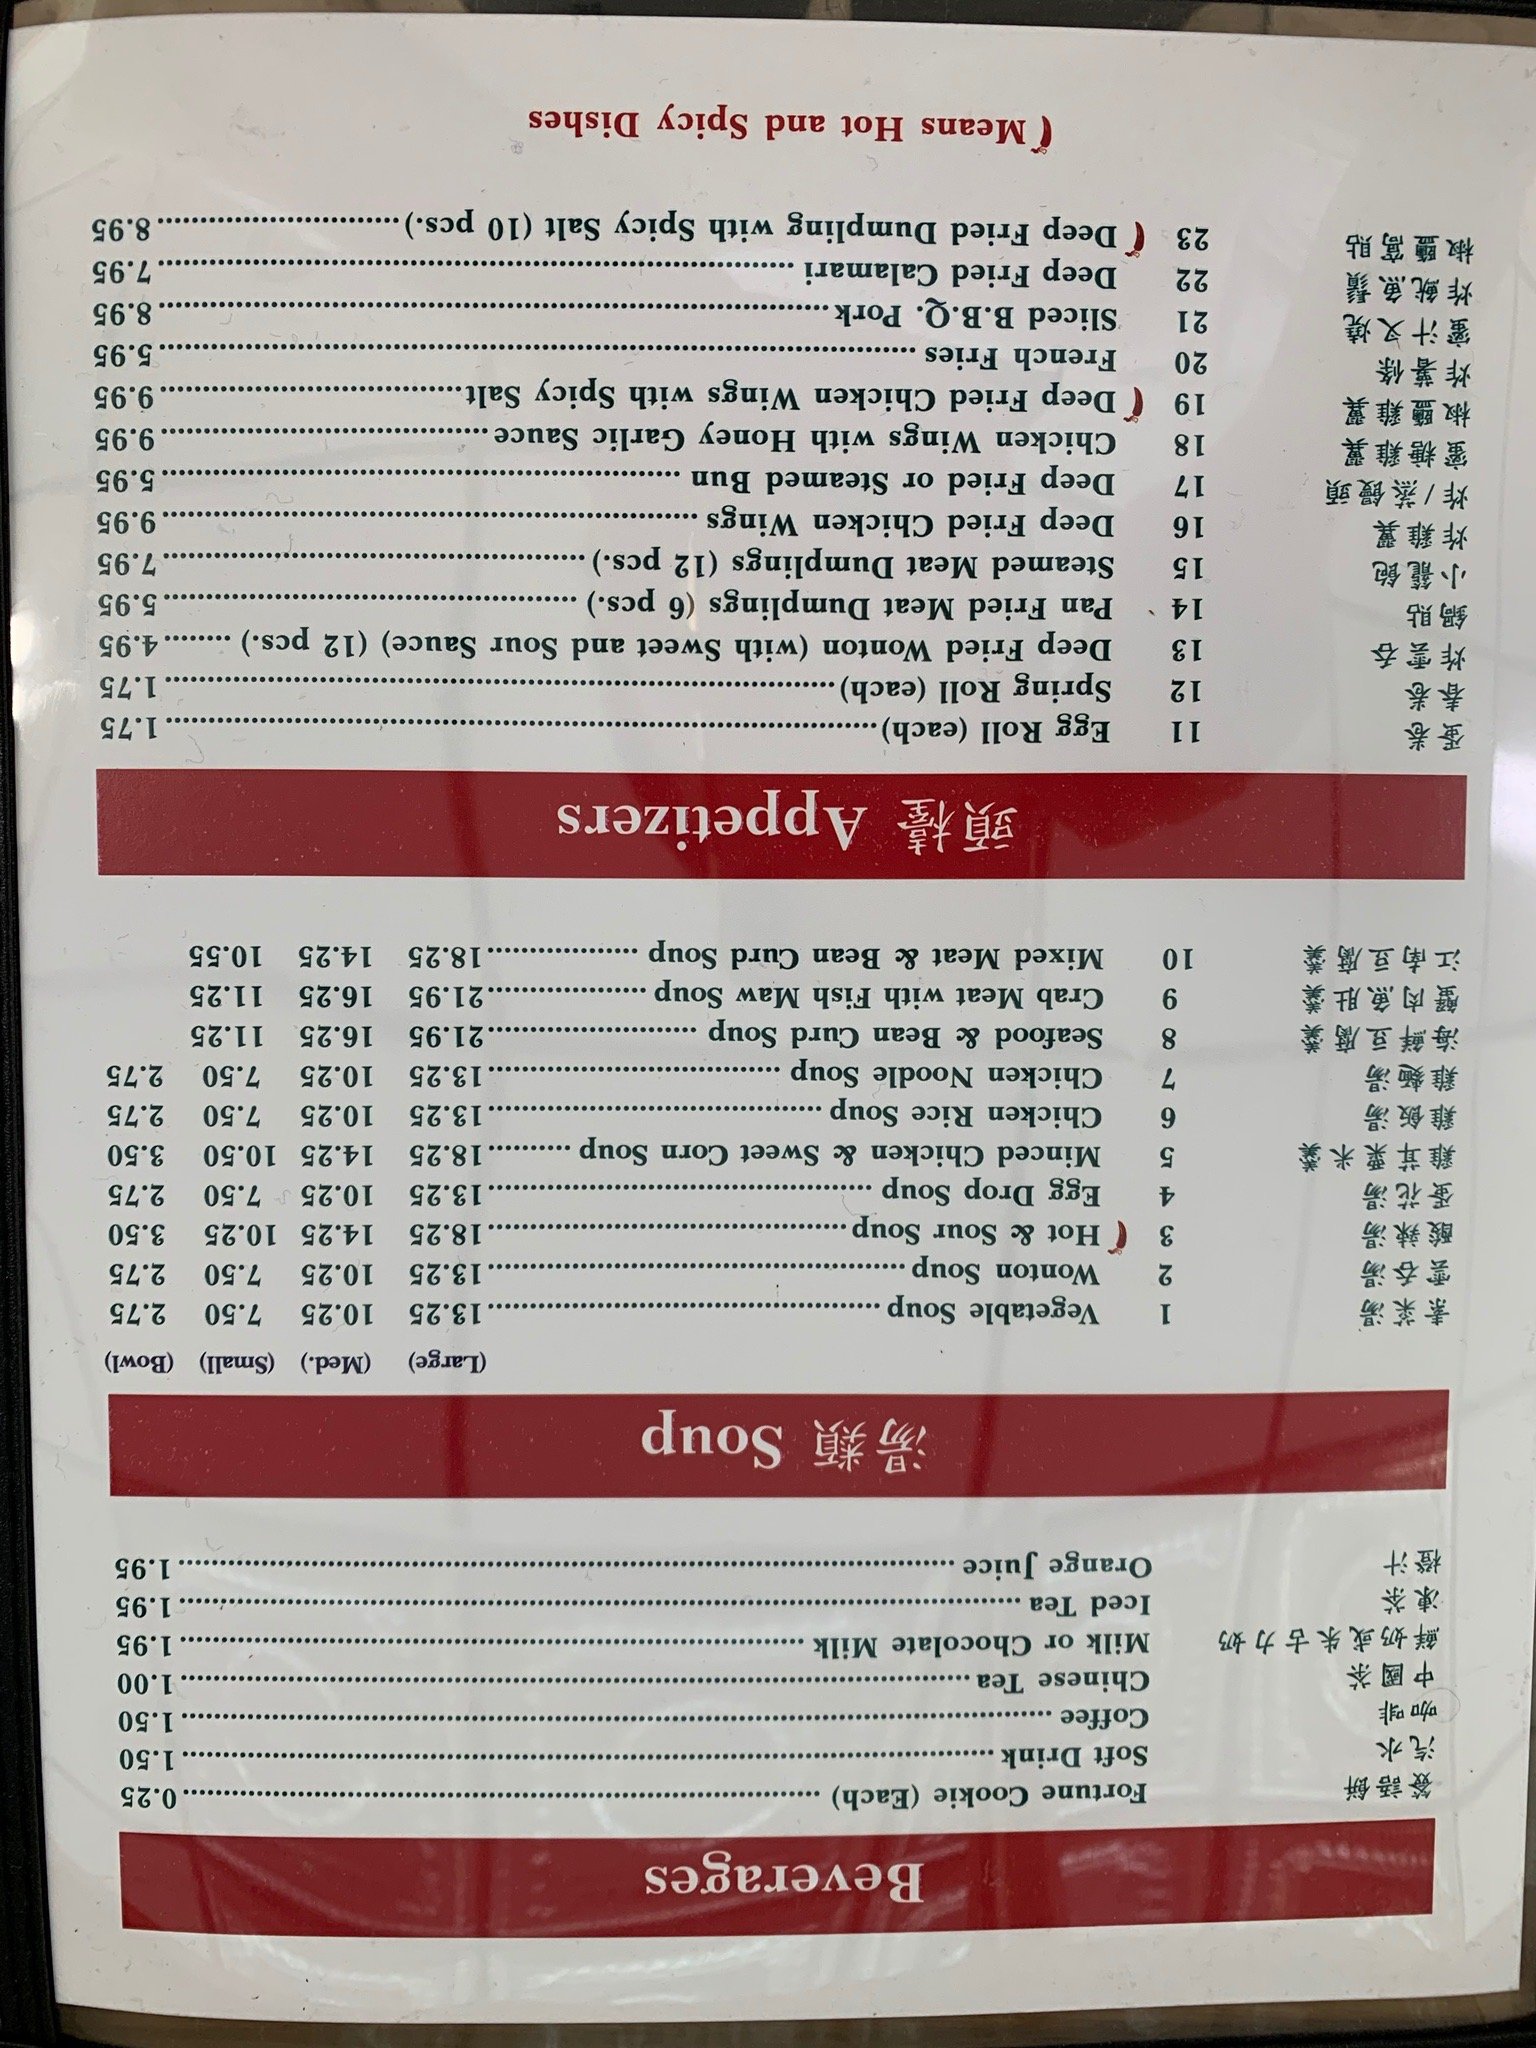 Beverages
簽語餅 Fortune Cookie (Each) 0.25
汽水 Soft Drink 1.50
咖啡 Coffee 1.50
中國茶 Chinese Tea 1.00
鮮奶或朱古力奶 Milk or Chocolate Milk 1.95
凍茶 Iced Tea 1.95
橙汁 Orange Juice 1.95
湯類 Soup
(Large) (Med.) (Small) (Bowl)
素菜湯 1 Vegetable Soup 13.25 10.25 7.50 2.75
雲吞湯 2 Wonton Soup 13.25 10.25 7.50 2.75
酸辣湯 3 Hot & Sour Soup 18.25 14.25 10.25 3.50
蛋花湯 4 Egg Drop Soup 13.25 10.25 7.50 2.75
雞茸粟米羹 5 Minced Chicken & Sweet Corn Soup 18.25 14.25 10.50 3.50
雞飯湯 6 Chicken Rice Soup 13.25 10.25 7.50 2.75
雞麵湯 7 Chicken Noodle Soup 13.25 10.25 7.50 2.75
海鮮豆腐羹 8 Seafood & Bean Curd Soup 21.95 16.25 11.25
蟹肉魚肚羹 9 Crab Meat with Fish Maw Soup 21.95 16.25 11.25
江南豆腐羹 10 Mixed Meat & Bean Curd Soup 18.25 14.25 10.55
頭檯 Appetizers
蛋卷 11 Egg Roll (each) 1.75
春卷 12 Spring Roll (each) 1.75
炸雲吞 13 Deep Fried Wonton (with Sweet and Sour Sauce) (12 pcs.) 4.95
鍋貼 14 Pan Fried Meat Dumplings (6 pcs.) 5.95
小籠飽 15 Steamed Meat Dumplings (12 pcs.) 7.95
炸雞翼 16 Deep Fried Chicken Wings 9.95
炸/蒸饅頭 17 Deep Fried or Steamed Bun 5.95
蜜糖雞翼 18 Chicken Wings with Honey Garlic Sauce 9.95
椒鹽雞翼 19 Deep Fried Chicken Wings with Spicy Salt 9.95
炸薯條 20 French Fries 5.95
蜜汁叉燒 21 Sliced B.B.Q. Pork 8.95
炸魷魚鬚 22 Deep Fried Calamari 7.95
椒鹽窩貼 23 Deep Fried Dumpling with Spicy Salt (10 pcs.) 8.95
Means Hot and Spicy Dishes